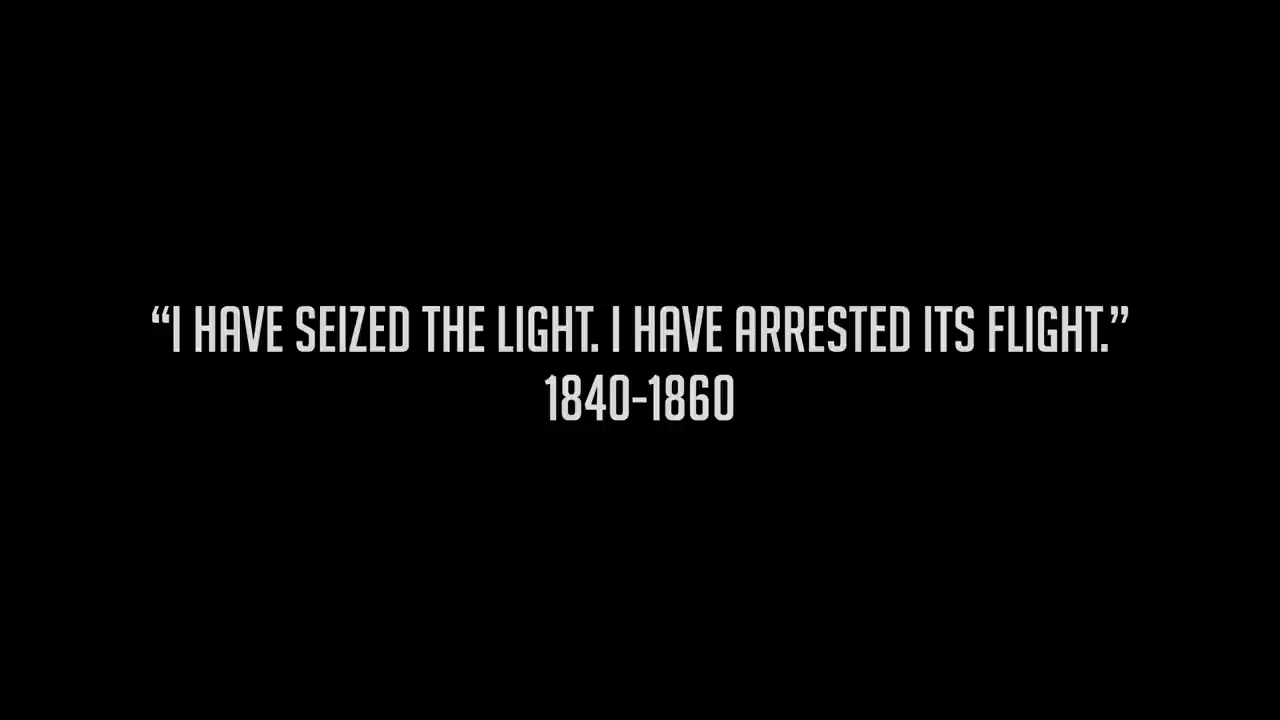 “I HAVE SEIZED THE LIGHT. I HAVE ARRESTED ITS FLIGHT.”
1840-1860